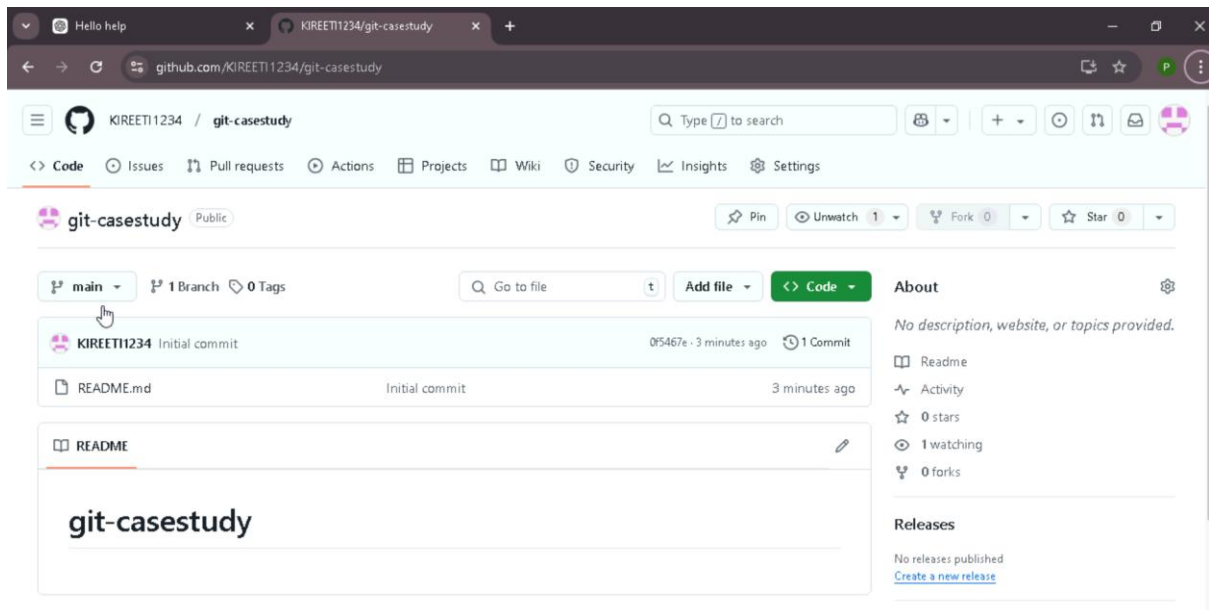 Hello help
KIREETI1234/git-casestudy
github.com/KIREETI1234/git-casestudy
P
KIREETI1234 / git-casestudy
Type / to search
Code Issues Pull requests Actions Projects Wiki Security Insights Settings
git-casestudy Public
Pin Unwatch 1 Fork 0 Star 0
main 1 Branch 0 Tags
Go to file t Add file Code
KIREETI1234 Initial commit 0f5467e · 3 minutes ago 1 Commit
README.md Initial commit 3 minutes ago
README
git-casestudy
About
No description, website, or topics provided.
Readme
Activity
0 stars
1 watching
0 forks
Releases
No releases published
Create a new release